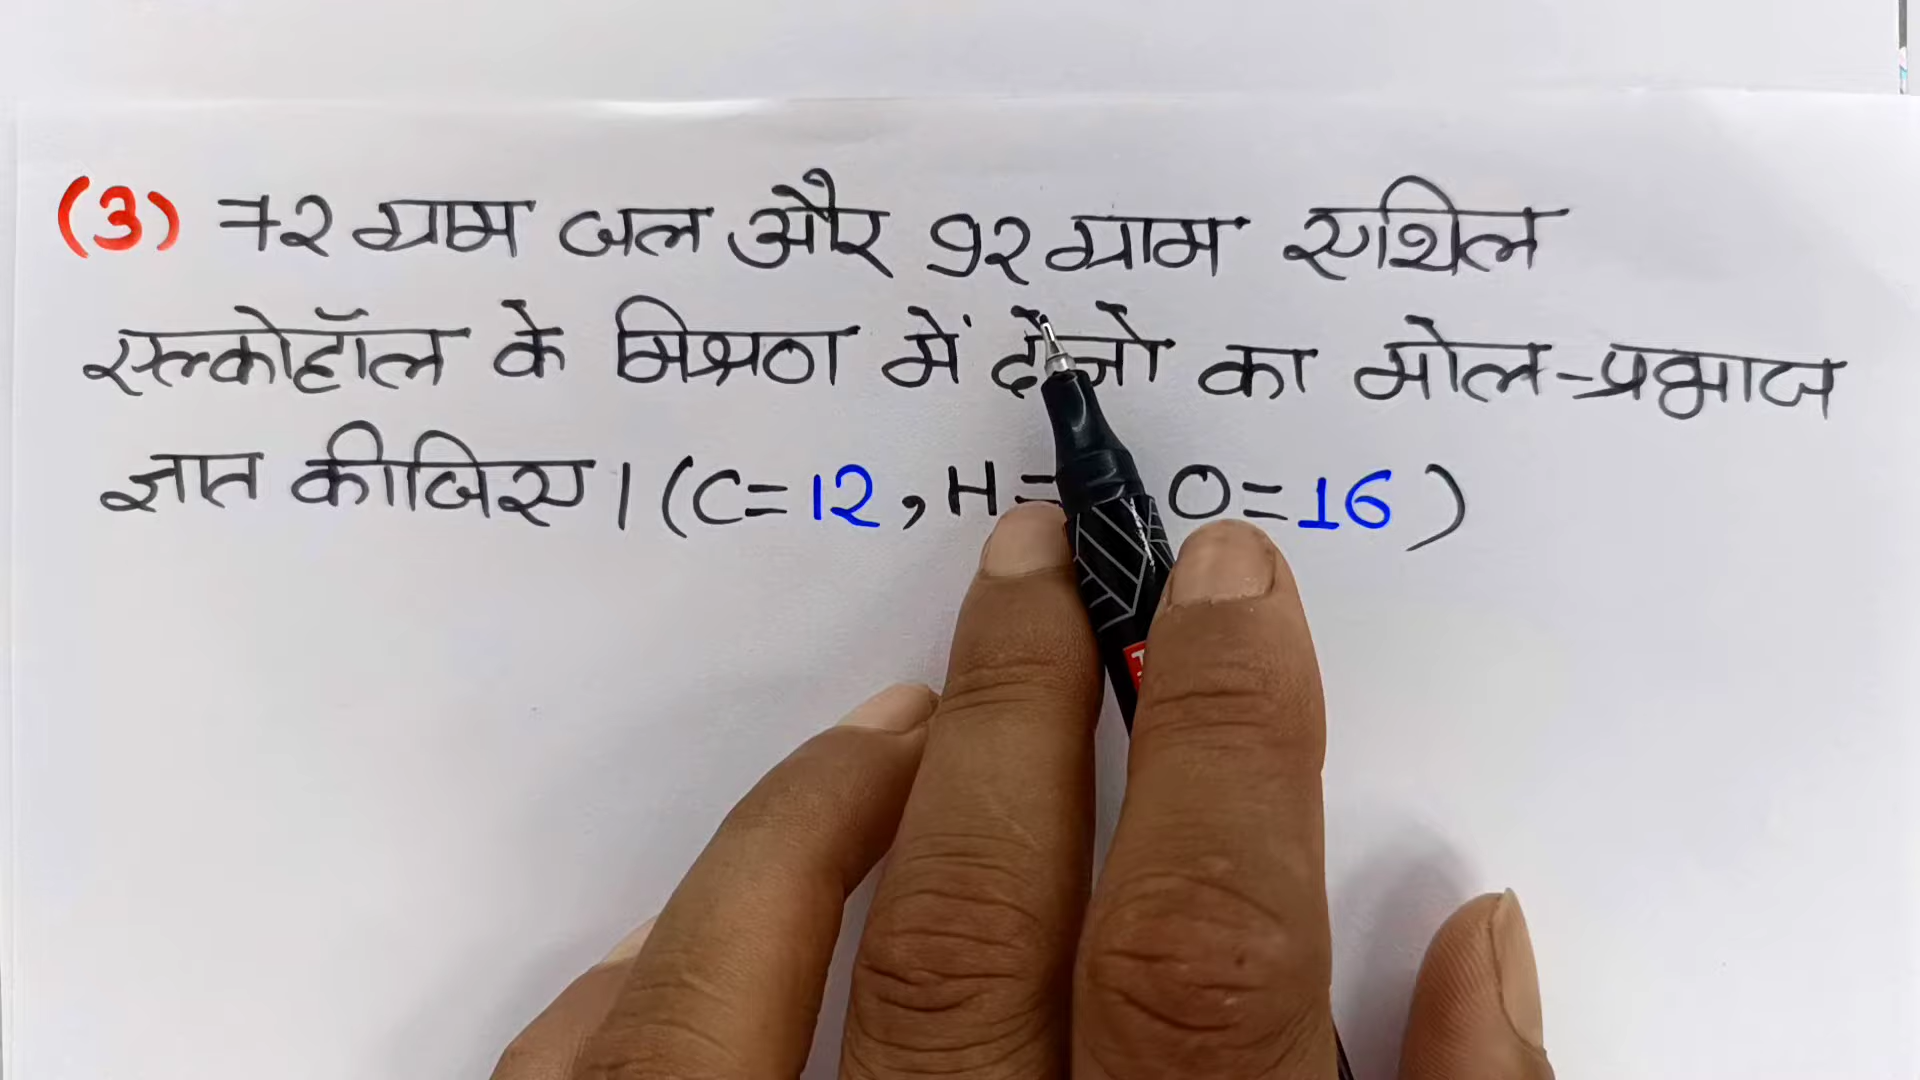 (3) 72 ग्राम जल और 92 ग्राम एथिल
एल्कोहॉल के मिश्रण में दोनो का मोल-प्रभाज
ज्ञात कीजिए। (C=12, H= O=16)